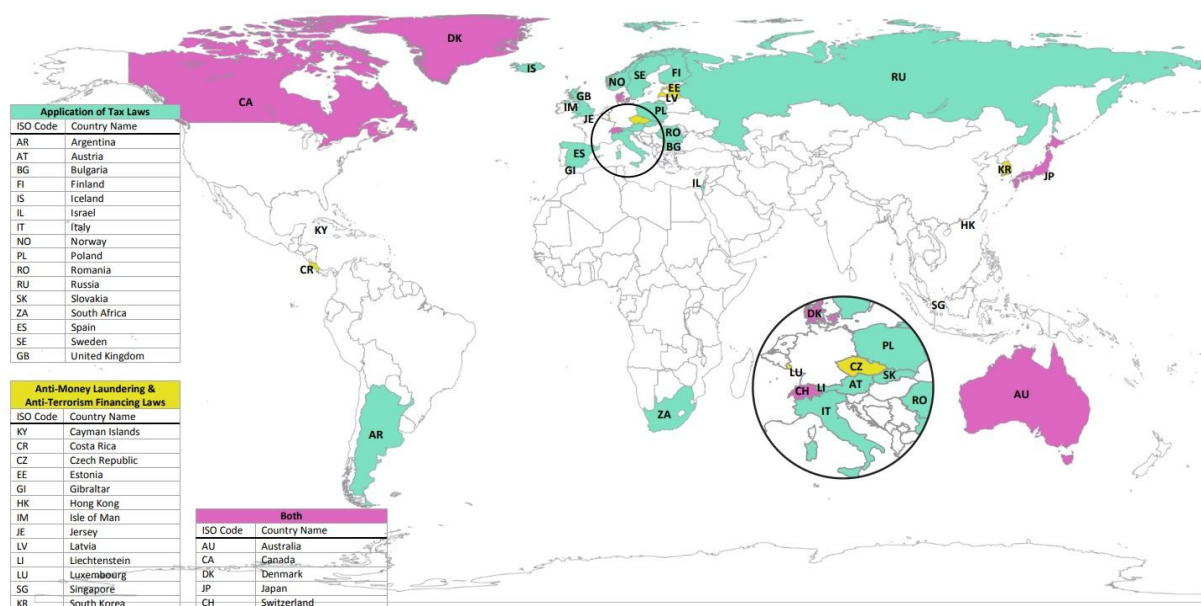 DK
IS
NO
SE
FI
RU
EE
LV
GB
IM
JE
PL
RO
BG
ES
GI
IL
CA
KR
JP
HK
KY
CR
SG
AR
ZA
AU
DK
PL
CZ
LU
SK
CH
LI
AT
RO
IT
Application of Tax Laws
ISO Code Country Name
AR Argentina
AT Austria
BG Bulgaria
FI Finland
IS Iceland
IL Israel
IT Italy
NO Norway
PL Poland
RO Romania
RU Russia
SK Slovakia
ZA South Africa
ES Spain
SE Sweden
GB United Kingdom
Anti-Money Laundering &
Anti-Terrorism Financing Laws
ISO Code Country Name
KY Cayman Islands
CR Costa Rica
CZ Czech Republic
EE Estonia
GI Gibraltar
HK Hong Kong
IM Isle of Man
JE Jersey
LV Latvia
LI Liechtenstein
LU Luxembourg
SG Singapore
KR South Korea
Both
ISO Code Country Name
AU Australia
CA Canada
DK Denmark
JP Japan
CH Switzerland